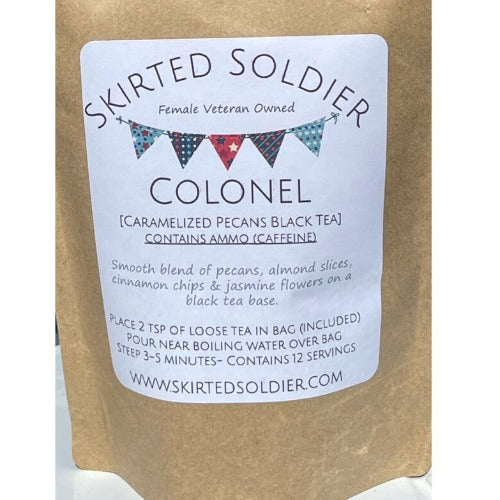 SKIRTED SOLDIER
Female Veteran Owned
COLONEL
[CARAMELIZED PECANS BLACK TEA]
CONTAINS AMMO (CAFFEINE)
Smooth blend of pecans, almond slices,
cinnamon chips & jasmine flowers on a
black tea base.
PLACE 2 TSP OF LOOSE TEA IN BAG (INCLUDED)
POUR NEAR BOILING WATER OVER BAG
STEEP 3-5 MINUTES- CONTAINS 12 SERVINGS
WWW.SKIRTEDSOLDIER.COM